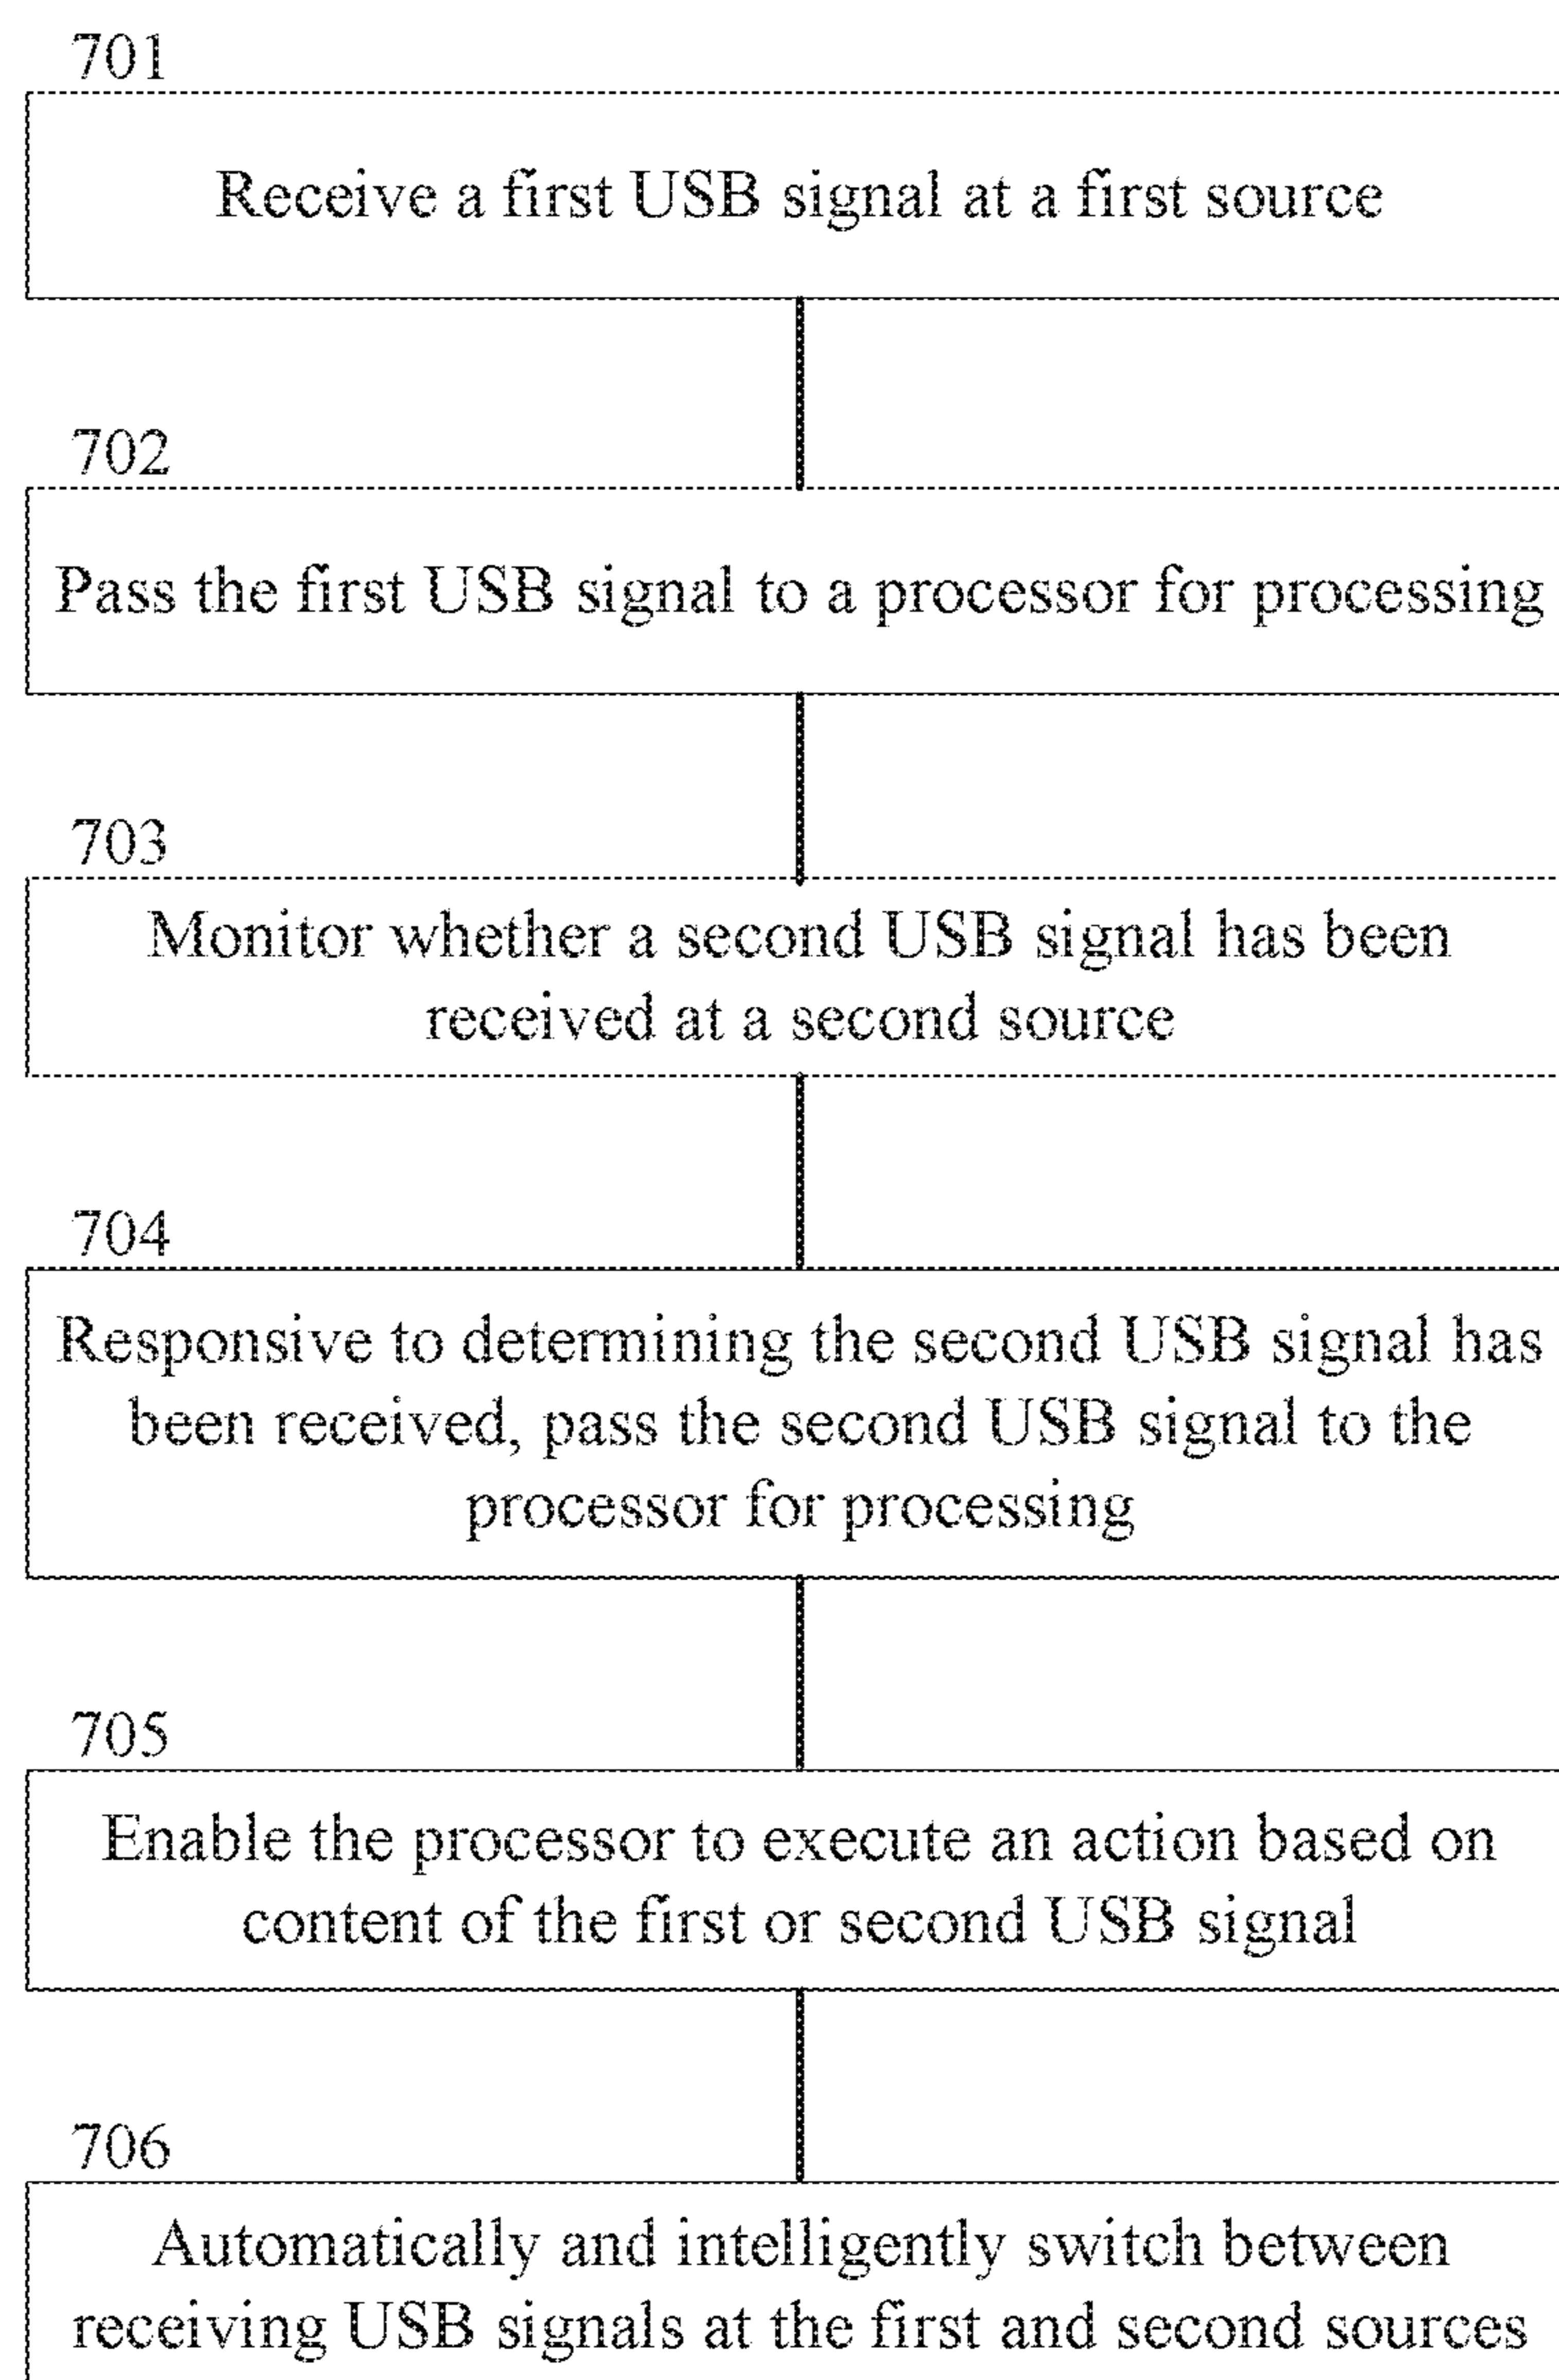 701
Receive a first USB signal at a first source
702
Pass the first USB signal to a processor for processing
703
Monitor whether a second USB signal has been
received at a second source
704
Responsive to determining the second USB signal has
been received, pass the second USB signal to the
processor for processing
705
Enable the processor to execute an action based on
content of the first or second USB signal
706
Automatically and intelligently switch between
receiving USB signals at the first and second sources